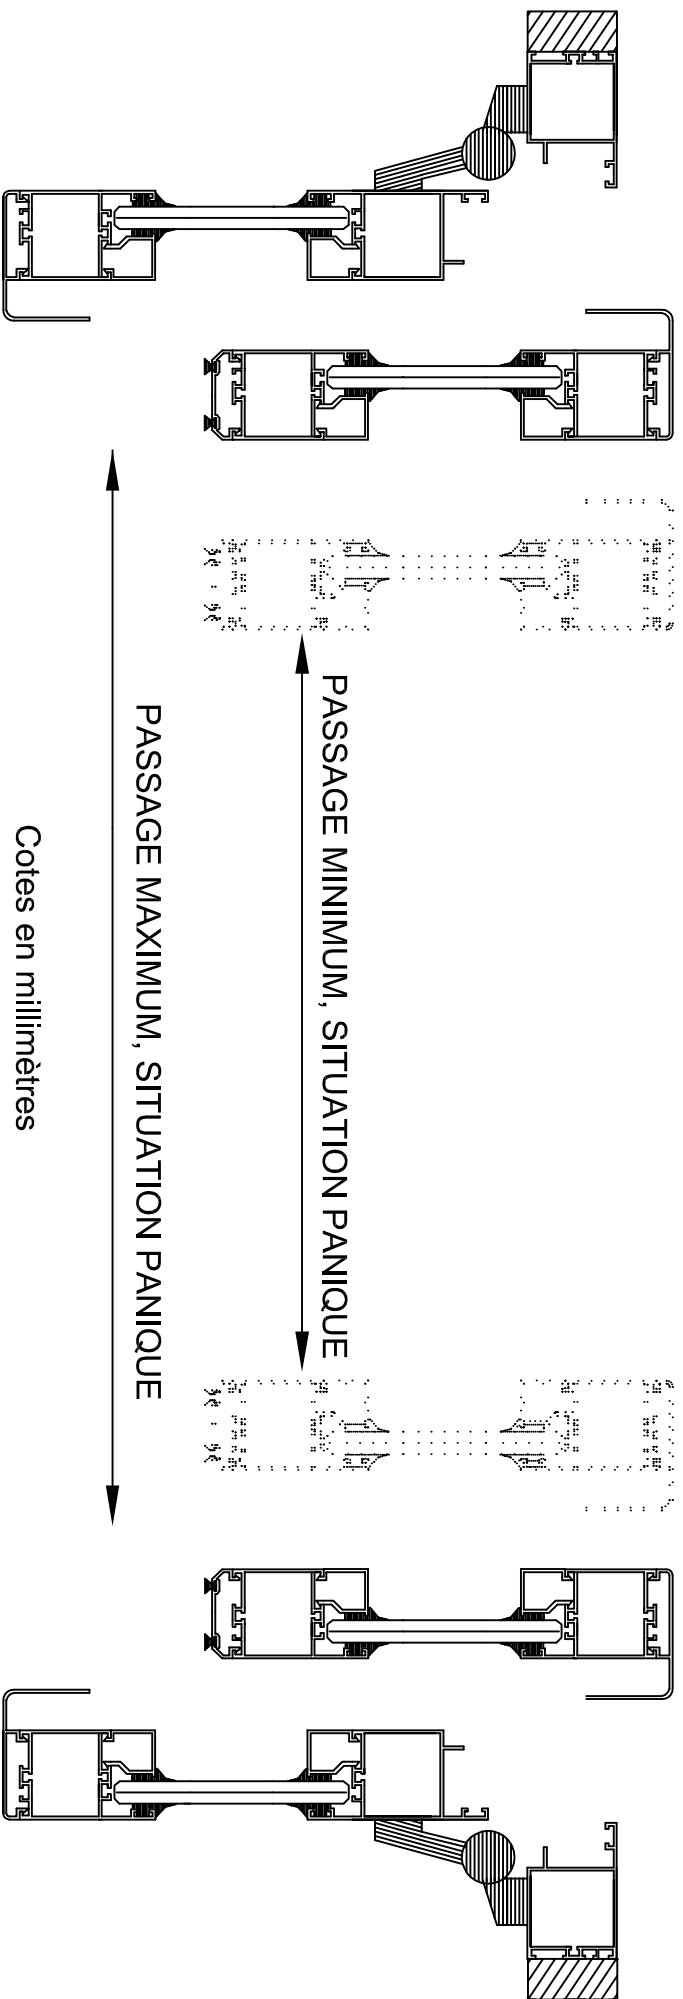 PASSAGE MINIMUM, SITUATION PANIQUE
PASSAGE MAXIMUM, SITUATION PANIQUE
Cotes en millimètres